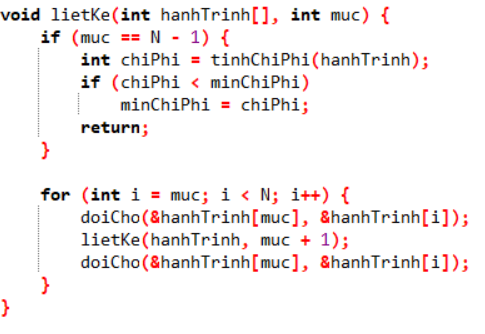 void lietKe(int hanhTrinh[], int muc) {
    if (muc == N - 1) {
        int chiPhi = tinhChiPhi(hanhTrinh);
        if (chiPhi < minChiPhi)
            minChiPhi = chiPhi;
        return;
    }

    for (int i = muc; i < N; i++) {
        doiCho(&hanhTrinh[muc], &hanhTrinh[i]);
        lietKe(hanhTrinh, muc + 1);
        doiCho(&hanhTrinh[muc], &hanhTrinh[i]);
    }
}